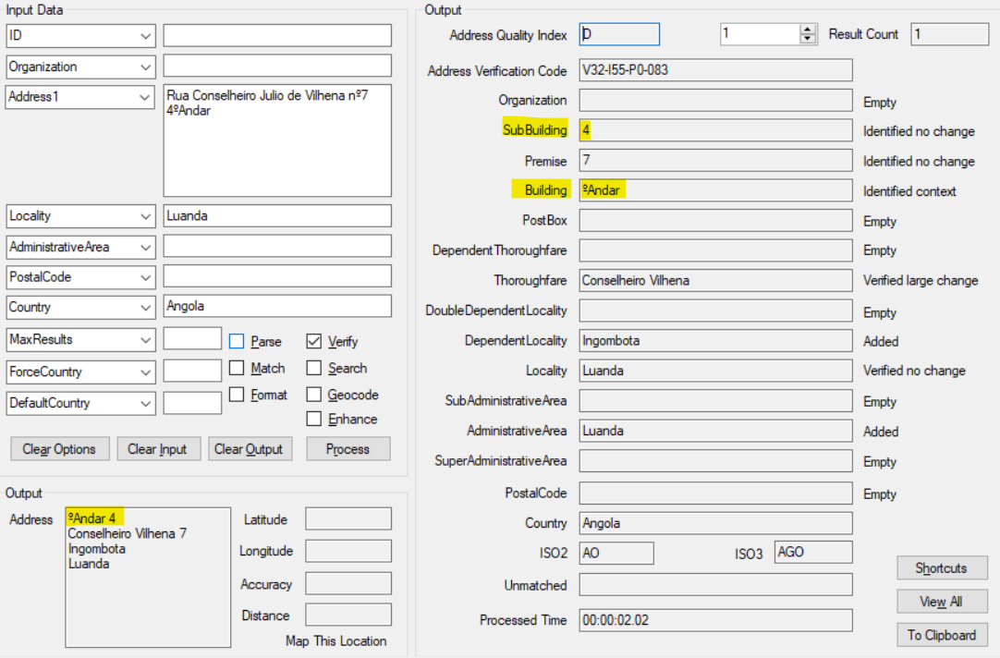 Input Data
ID
Organization
Address1
Rua Conselheiro Julio de Vilhena nº7
4ºAndar
Locality
Luanda
AdministrativeArea
PostalCode
Country
Angola
MaxResults
Parse
Verify
ForceCountry
Match
Search
DefaultCountry
Format
Geocode
Enhance
Clear Options
Clear Input
Clear Output
Process
Output
Address
ºAndar 4
Conselheiro Vilhena 7
Ingombota
Luanda
Latitude
Longitude
Accuracy
Distance
Map This Location
Output
Address Quality Index D 1 Result Count 1
Address Verification Code V32-I55-P0-083
Organization Empty
SubBuilding 4 Identified no change
Premise 7 Identified no change
Building ºAndar Identified context
PostBox Empty
DependentThoroughfare Empty
Thoroughfare Conselheiro Vilhena Verified large change
DoubleDependentLocality Empty
DependentLocality Ingombota Added
Locality Luanda Verified no change
SubAdministrativeArea Empty
AdministrativeArea Luanda Added
SuperAdministrativeArea Empty
PostalCode Empty
Country Angola
ISO2 AO ISO3 AGO
Unmatched
Processed Time 00:00:02.02
Shortcuts
View All
To Clipboard